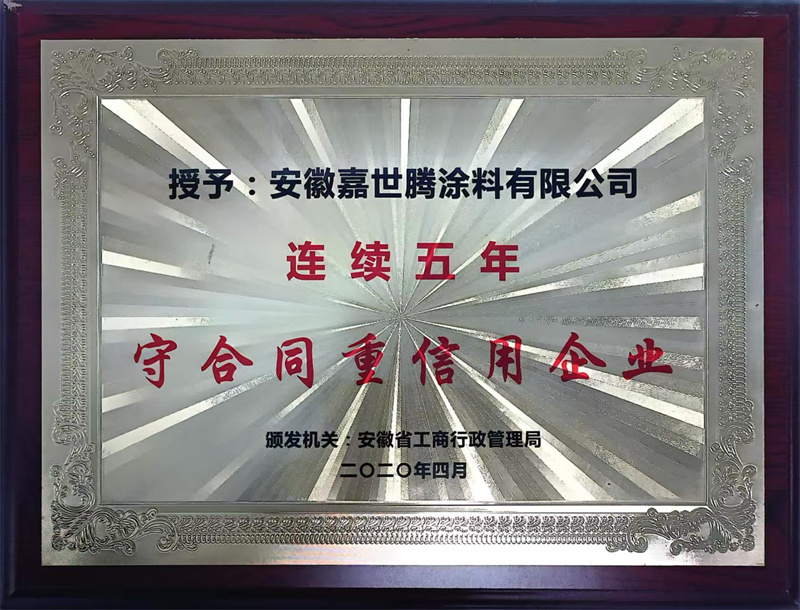 授予：安徽嘉世腾涂料有限公司
连续五年
守合同重信用企业
颁发机关：安徽省工商行政管理局
二〇二〇年四月